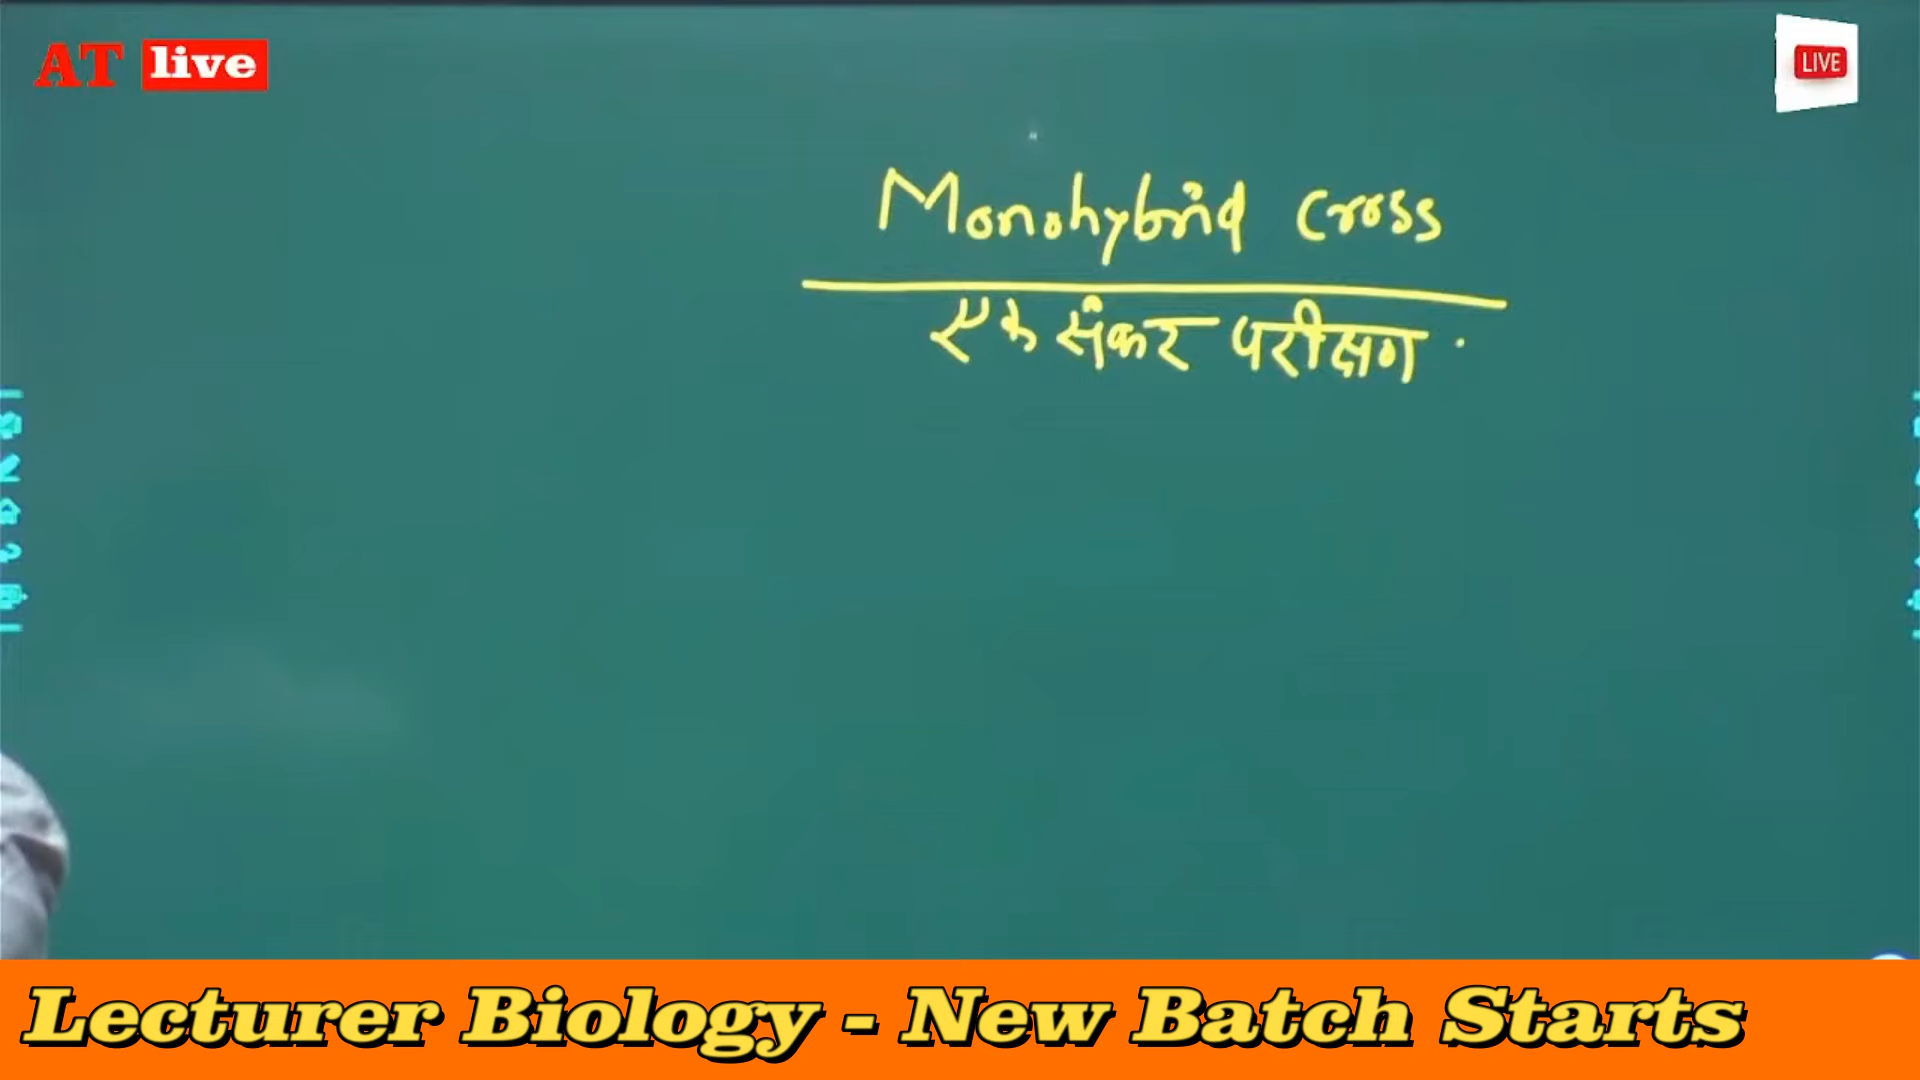 AT live
LIVE
Monohybrid Cross
एक संकर परीक्षण
Lecturer Biology - New Batch Starts